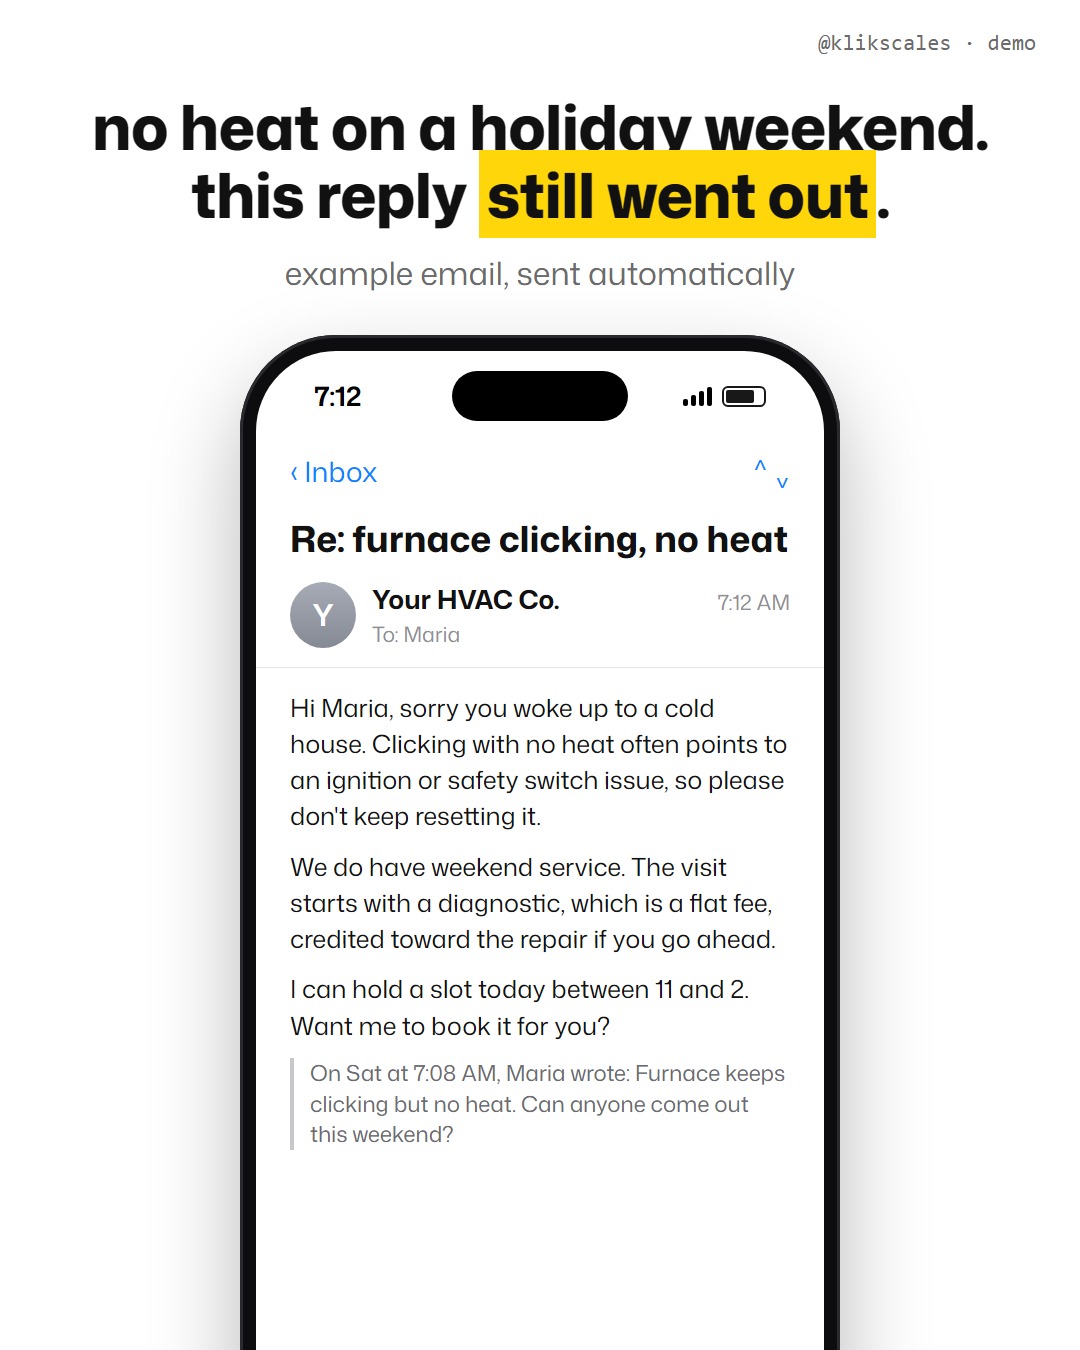 @klikscales · demo
no heat on a holiday weekend.
this reply still went out.
example email, sent automatically
7:12
‹ Inbox
Re: furnace clicking, no heat
Y
Your HVAC Co.
7:12 AM
To: Maria
Hi Maria, sorry you woke up to a cold
house. Clicking with no heat often points to
an ignition or safety switch issue, so please
don't keep resetting it.
We do have weekend service. The visit
starts with a diagnostic, which is a flat fee,
credited toward the repair if you go ahead.
I can hold a slot today between 11 and 2.
Want me to book it for you?
On Sat at 7:08 AM, Maria wrote: Furnace keeps
clicking but no heat. Can anyone come out
this weekend?